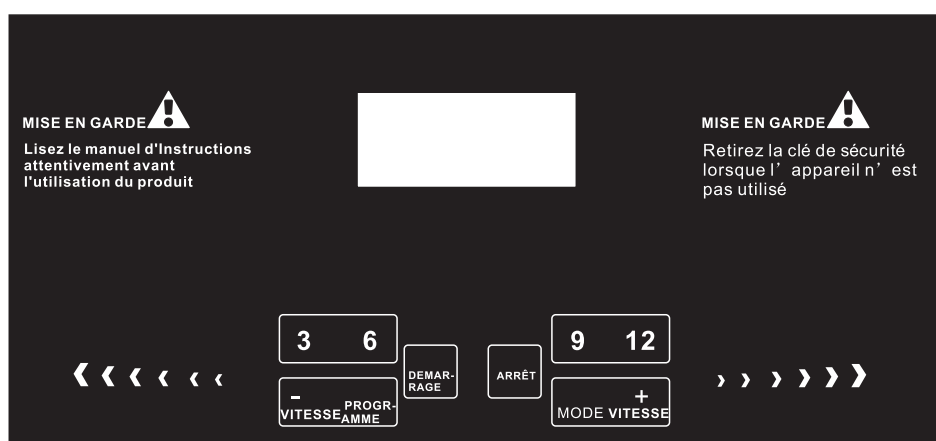 MISE EN GARDE
Lisez le manuel d'Instructions
attentivement avant
l'utilisation du produit
MISE EN GARDE
Retirez la clé de sécurité
lorsque l’ appareil n’ est
pas utilisé
3 6
DEMAR-
RAGE
-
VITESSE
PROGR-
AMME
ARRÊT
9 12
+
MODE VITESSE